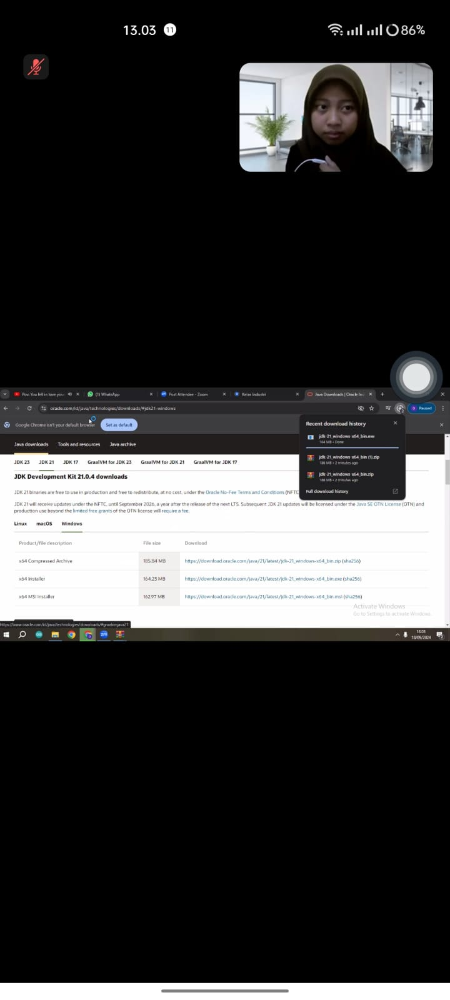 13.03 11 86%
Pov: You fell in love your
(1) WhatsApp
Post Attendee - Zoom
Kelas Industri
Java Downloads | Oracle
oracle.com/id/java/technologies/downloads/#jdk21-windows
D Paused
Google Chrome isn't your default browser Set as default
Recent download history
jdk-21_windows-x64_bin.exe
164 MB • Done
jdk-21_windows-x64_bin (1).zip
186 MB • 2 minutes ago
jdk-21_windows-x64_bin.zip
186 MB • 2 minutes ago
Full download history
Java downloads Tools and resources Java archive
JDK 23 JDK 21 JDK 17 GraalVM for JDK 23 GraalVM for JDK 21 GraalVM for JDK 17
JDK Development Kit 21.0.4 downloads
JDK 21 binaries are free to use in production and free to redistribute, at no cost, under the Oracle No-Fee Terms and Conditions (NFTC
JDK 21 will receive updates under the NFTC, until September 2026, a year after the release of the next LTS. Subsequent JDK 21 updates will be licensed under the Java SE OTN License (OTN) and
production use beyond the limited free grants of the OTN license will require a fee.
Linux macOS Windows
Product/file description File size Download
x64 Compressed Archive 185.84 MB https://download.oracle.com/java/21/latest/jdk-21_windows-x64_bin.zip (sha256)
x64 Installer 164.23 MB https://download.oracle.com/java/21/latest/jdk-21_windows-x64_bin.exe (sha256)
x64 MSI Installer 162.97 MB https://download.oracle.com/java/21/latest/jdk-21_windows-x64_bin.msi (sha256)
Activate Windows
Go to Settings to activate Windows.
https://www.oracle.com/id/java/technologies/downloads/#graalvmjava21
zm
13:03
18/09/2024